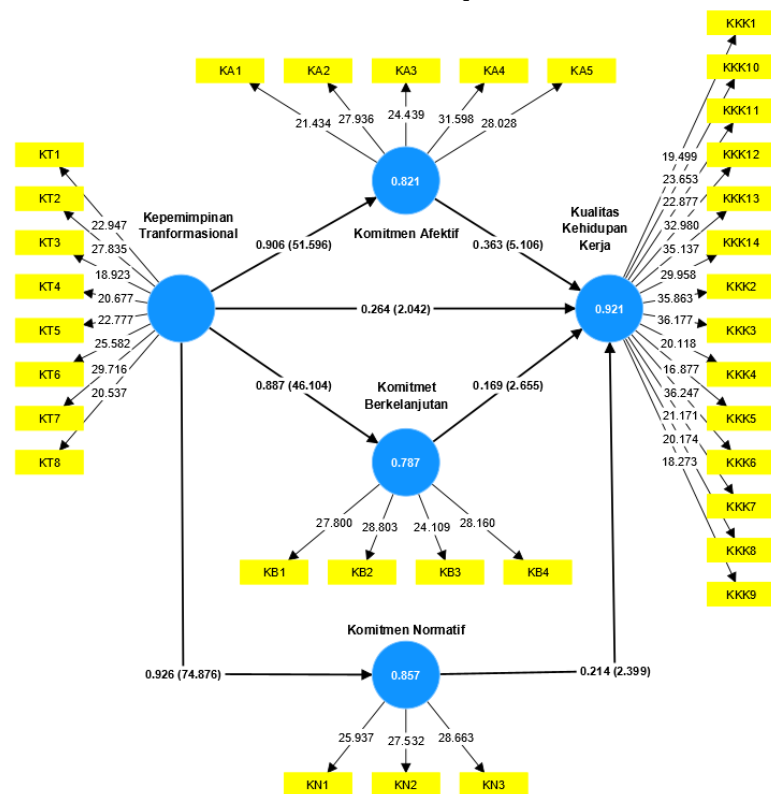 KKK1
KA1
KA2
KA3
KA4
KA5
KKK10
KKK11
21.434
27.936
24.439
31.598
28.028
KT1
19.499
KKK12
KT2
22.947
Kepemimpinan
Tranformasional
0.821
Kualitas
Kehidupan
Kerja
23.653
KKK13
27.835
0.906 (51.596)
Komitmen Afektif
0.363 (5.106)
22.877
KT3
18.923
32.980
35.137
KKK14
KT4
20.677
29.958
KKK2
0.264 (2.042)
0.921
35.863
KT5
22.777
36.177
KKK3
KT6
25.582
20.118
KKK4
KT7
29.716
0.887 (46.104)
Komitmet
Berkelanjutan
0.169 (2.655)
16.877
KKK5
20.537
36.247
KT8
0.787
21.171
KKK6
20.174
18.273
KKK7
27.800
28.803
24.109
28.160
KKK8
KB1
KB2
KB3
KB4
KKK9
Komitmen Normatif
0.926 (74.876)
0.857
0.214 (2.399)
25.937
27.532
28.663
KN1
KN2
KN3